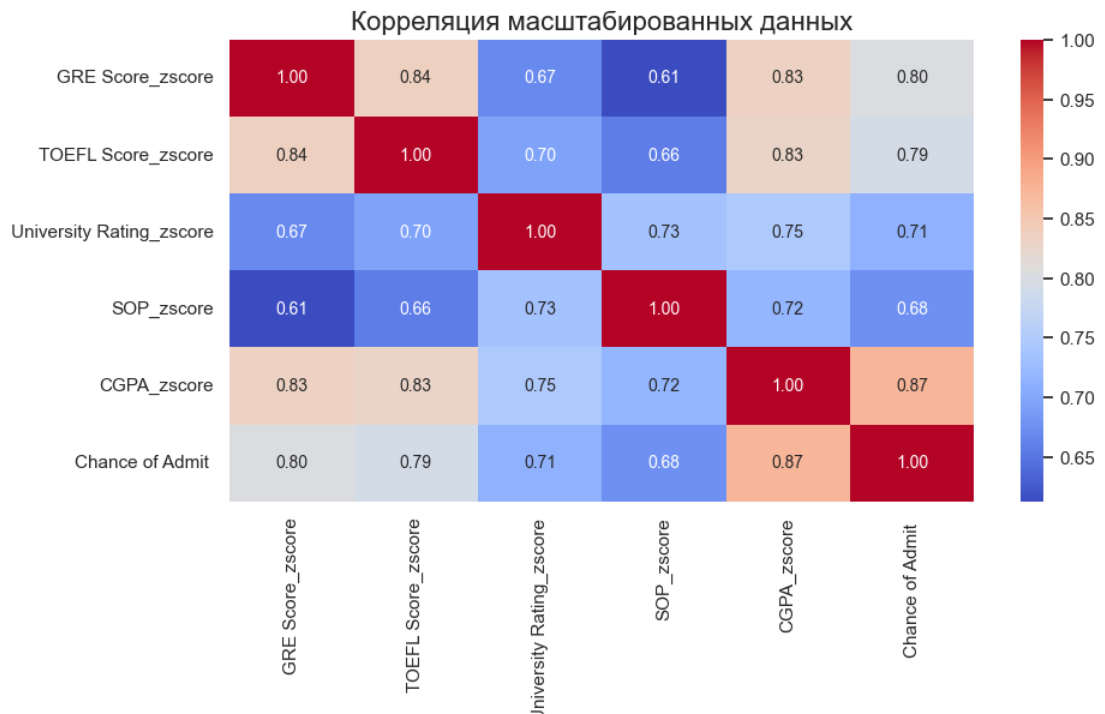 Корреляция масштабированных данных
GRE Score_zscore 1.00 0.84 0.67 0.61 0.83 0.80
TOEFL Score_zscore 0.84 1.00 0.70 0.66 0.83 0.79
University Rating_zscore 0.67 0.70 1.00 0.73 0.75 0.71
SOP_zscore 0.61 0.66 0.73 1.00 0.72 0.68
CGPA_zscore 0.83 0.83 0.75 0.72 1.00 0.87
Chance of Admit 0.80 0.79 0.71 0.68 0.87 1.00
GRE Score_zscore
TOEFL Score_zscore
University Rating_zscore
SOP_zscore
CGPA_zscore
Chance of Admit
1.00
0.95
0.90
0.85
0.80
0.75
0.70
0.65